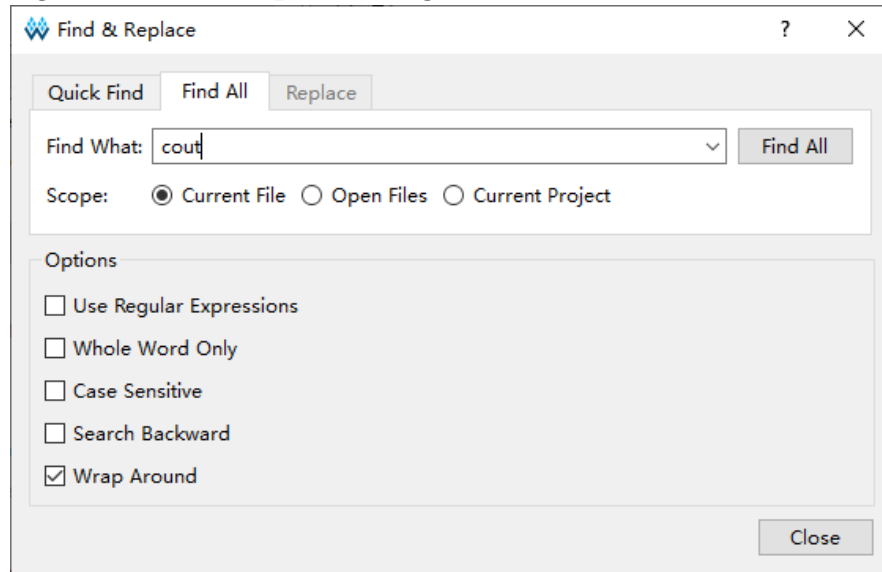 Find & Replace ?
Quick Find Find All Replace
Find What: cout Find All
Scope: Current File Open Files Current Project
Options
Use Regular Expressions
Whole Word Only
Case Sensitive
Search Backward
Wrap Around
Close